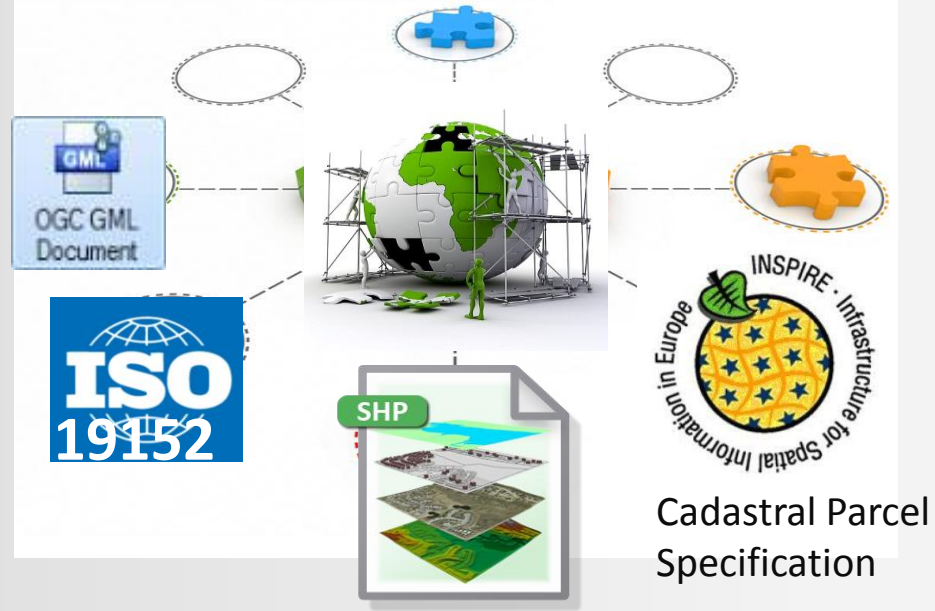 GML
OGC GML
Document
ISO
19152
SHP
INSPIRE · Infrastructure for Spatial Information in Europe
Cadastral Parcel
Specification